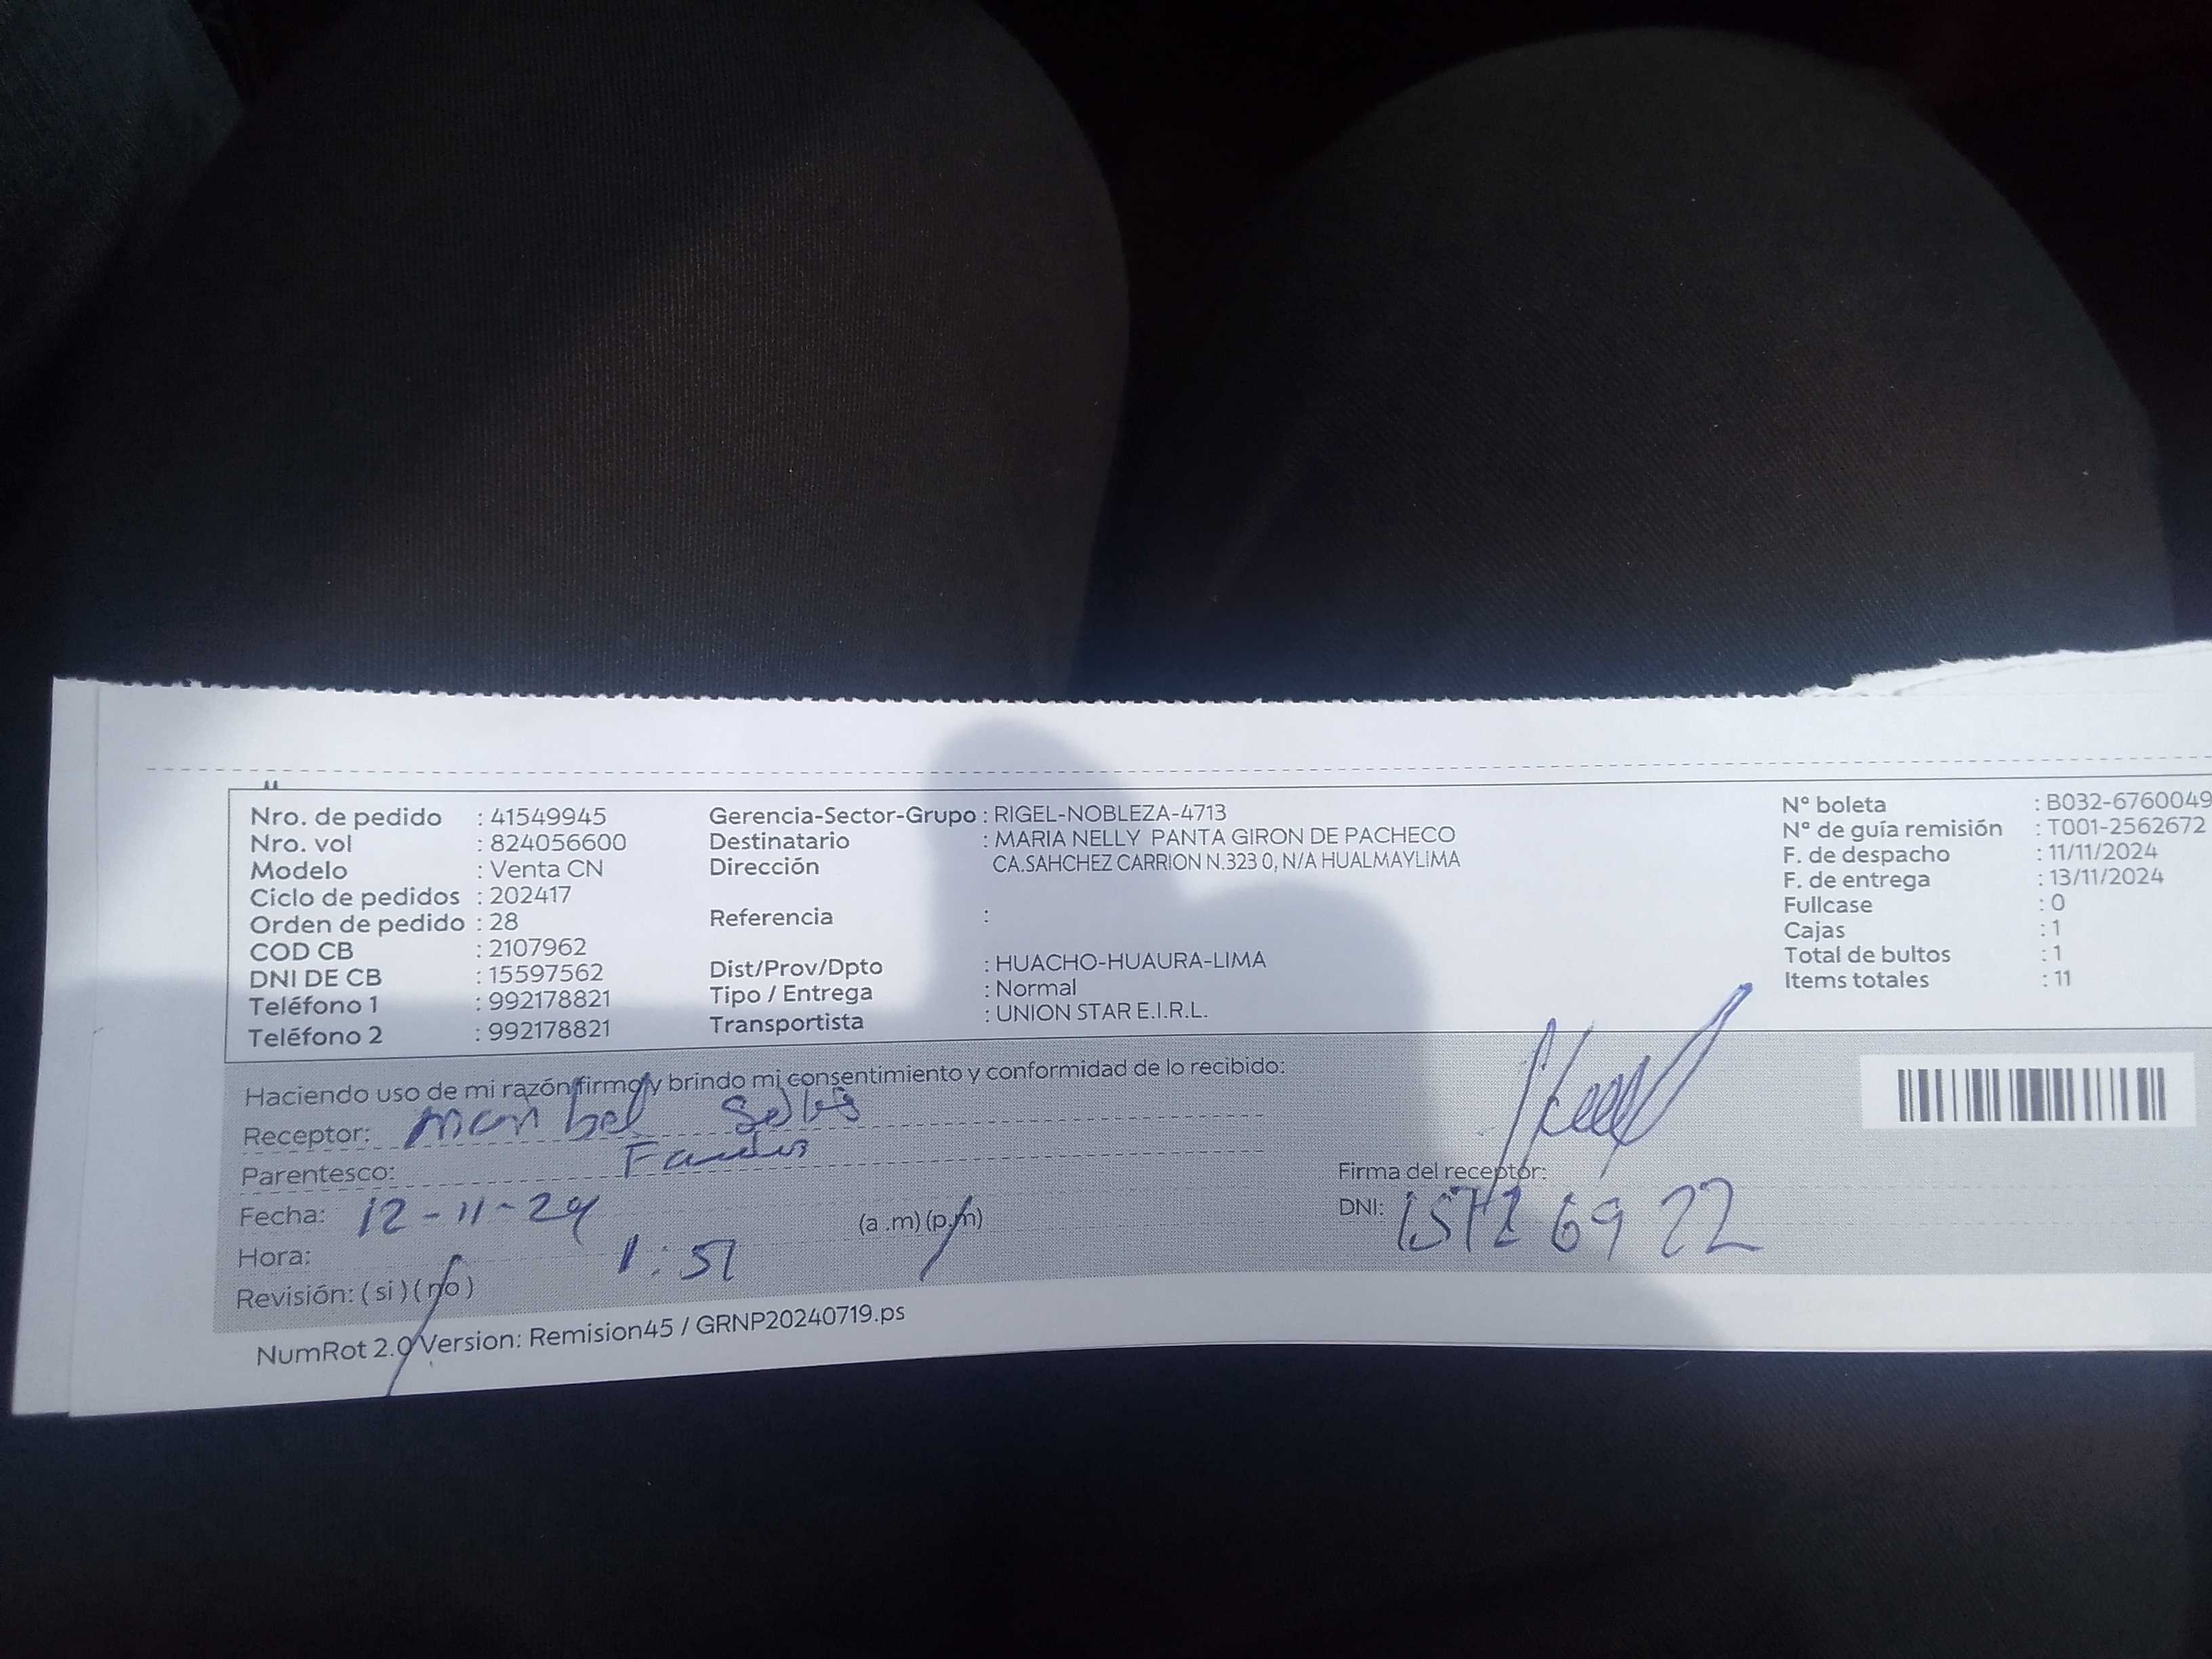 Nro. de pedido : 41549945
Nro. vol : 824056600
Modelo : Venta CN
Ciclo de pedidos : 202417
Orden de pedido : 28
COD CB : 2107962
DNI DE CB : 15597562
Teléfono 1 : 992178821
Teléfono 2 : 992178821
Gerencia-Sector-Grupo : RIGEL-NOBLEZA-4713
Destinatario : MARIA NELLY PANTA GIRON DE PACHECO
Dirección CA.SAHCHEZ CARRION N.323 0, N/A HUALMAYLIMA
Referencia :
Dist/Prov/Dpto : HUACHO-HUAURA-LIMA
Tipo / Entrega : Normal
Transportista : UNION STAR E.I.R.L.
N° boleta : B032-6760049
N° de guía remisión : T001-2562672
F. de despacho : 11/11/2024
F. de entrega : 13/11/2024
Fullcase : 0
Cajas : 1
Total de bultos : 1
Items totales : 11
Haciendo uso de mi razón firmo y brindo mi consentimiento y conformidad de lo recibido:
Receptor:
Parentesco:
Fecha: 12-11-24
Hora: 1:51 (a.m) (p.m)
Revisión: (si) (no)
Firma del receptor:
DNI:
NumRot 2.0 Version: Remision45 / GRNP20240719.ps